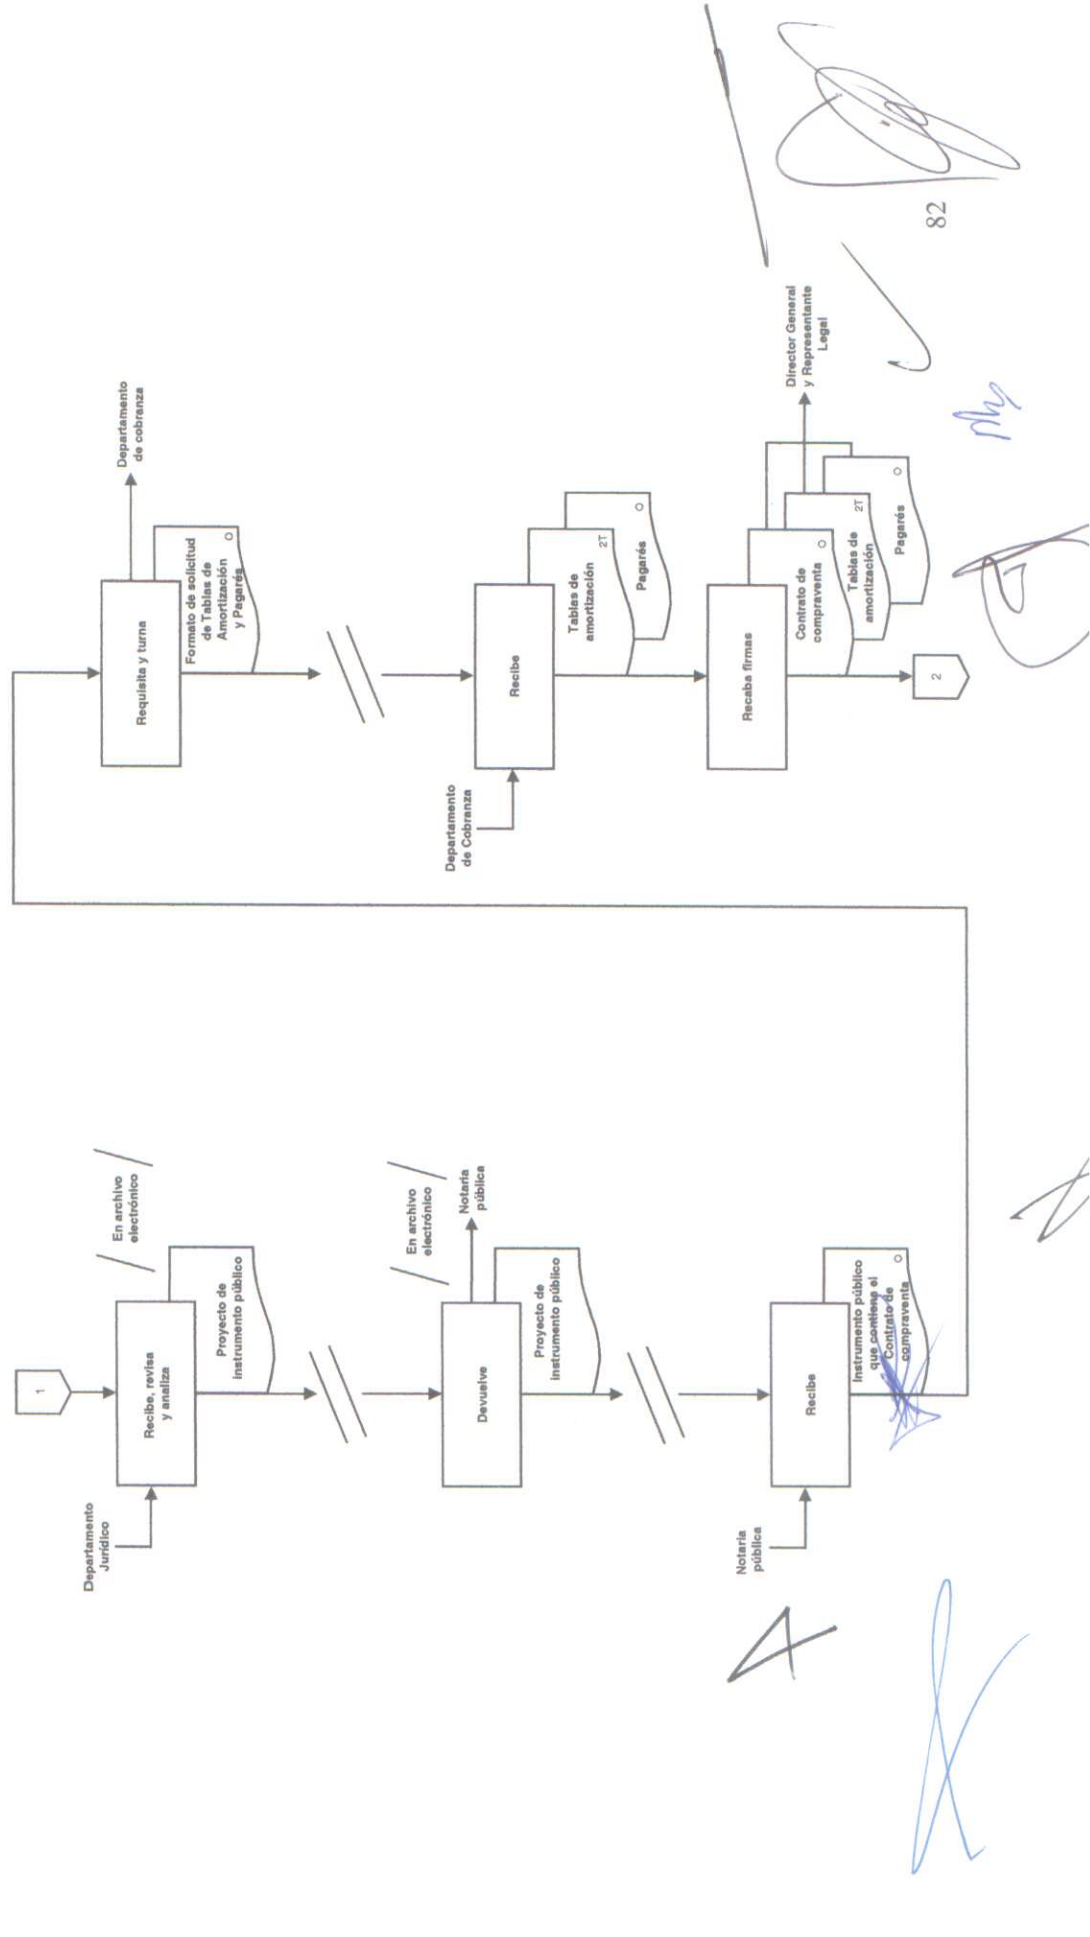 1
Departamento
Jurídico
Recibe, revisa
y analiza
En archivo
electrónico
Proyecto de
instrumento público
Devuelve
En archivo
electrónico
Notaria
pública
Proyecto de
instrumento público
Notaria
pública
Recibe
Instrumento público
que contiene el
Contrato de
compraventa
O
Requisita y turna
Departamento
de cobranza
Formato de solicitud
de Tablas de
Amortización
y Pagarés
O
Departamento
de Cobranza
Recibe
Tablas de
amortización
2T
Pagarés
O
Recaba firmas
Director General
y Representante
Legal
Contrato de
compraventa
O
Tablas de
amortización
2T
Pagarés
O
2
82